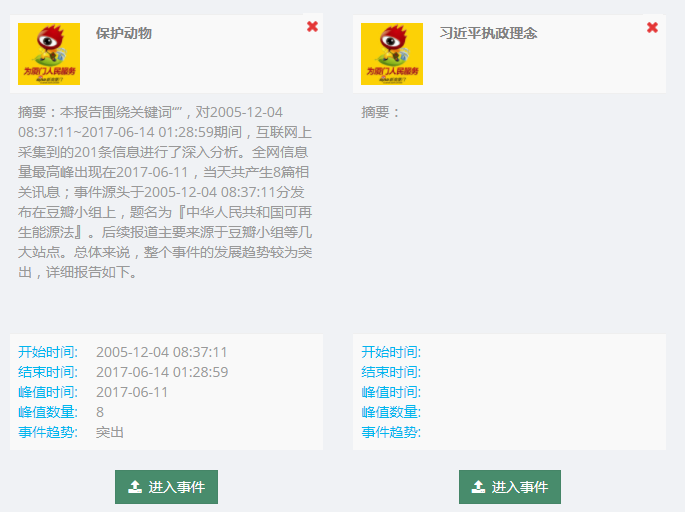 保护动物
为厦门人民服务
摘要：本报告围绕关键词“”，对2005-12-04
08:37:11~2017-06-14 01:28:59期间，互联网上
采集到的201条信息进行了深入分析。全网信息
量最高峰出现在2017-06-11，当天共产生8篇相
关讯息；事件源头于2005-12-04 08:37:11分发
布在豆瓣小组上，题名为『中华人民共和国可再
生能源法』。后续报道主要来源于豆瓣小组等几
大站点。总体来说，整个事件的发展趋势较为突
出，详细报告如下。
开始时间: 2005-12-04 08:37:11
结束时间: 2017-06-14 01:28:59
峰值时间: 2017-06-11
峰值数量: 8
事件趋势: 突出
进入事件
习近平执政理念
为厦门人民服务
摘要：
开始时间:
结束时间:
峰值时间:
峰值数量:
事件趋势:
进入事件